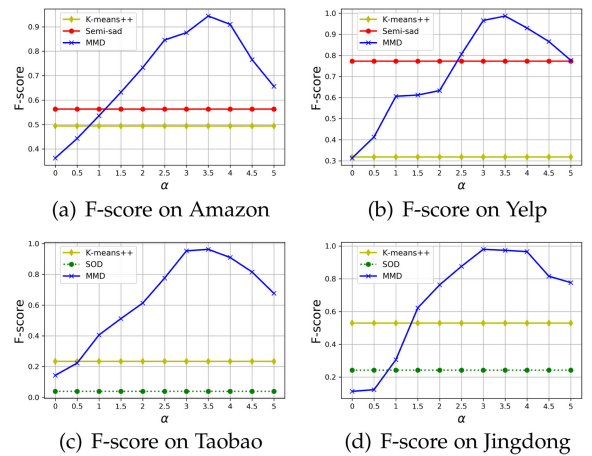 K-means++
Semi-sad
MMD
F-score
0.9
0.8
0.7
0.6
0.5
0.4
0 0.5 1 1.5 2 2.5 3 3.5 4 4.5 5
α
(a) F-score on Amazon
K-means++
Semi-sad
MMD
F-score
1.0
0.9
0.8
0.7
0.6
0.5
0.4
0.3
0 0.5 1 1.5 2 2.5 3 3.5 4 4.5 5
α
(b) F-score on Yelp
K-means++
SOD
MMD
F-score
1.0
0.8
0.6
0.4
0.2
0.0
0 0.5 1 1.5 2 2.5 3 3.5 4 4.5 5
α
(c) F-score on Taobao
K-means++
SOD
MMD
F-score
1.0
0.8
0.6
0.4
0.2
0 0.5 1 1.5 2 2.5 3 3.5 4 4.5 5
α
(d) F-score on Jingdong